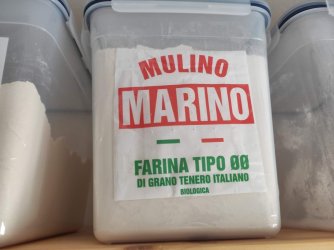 MULINO
MARINO
FARINA TIPO 00
DI GRANO TENERO ITALIANO
BIOLOGICA